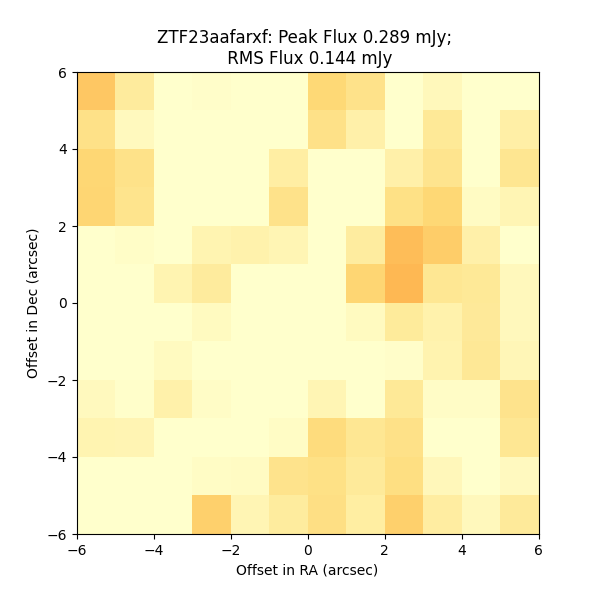 ZTF23aafarxf: Peak Flux 0.289 mJy;
RMS Flux 0.144 mJy
6
4
2
0
−2
−4
−6
Offset in Dec (arcsec)
−6 −4 −2 0 2 4 6
Offset in RA (arcsec)